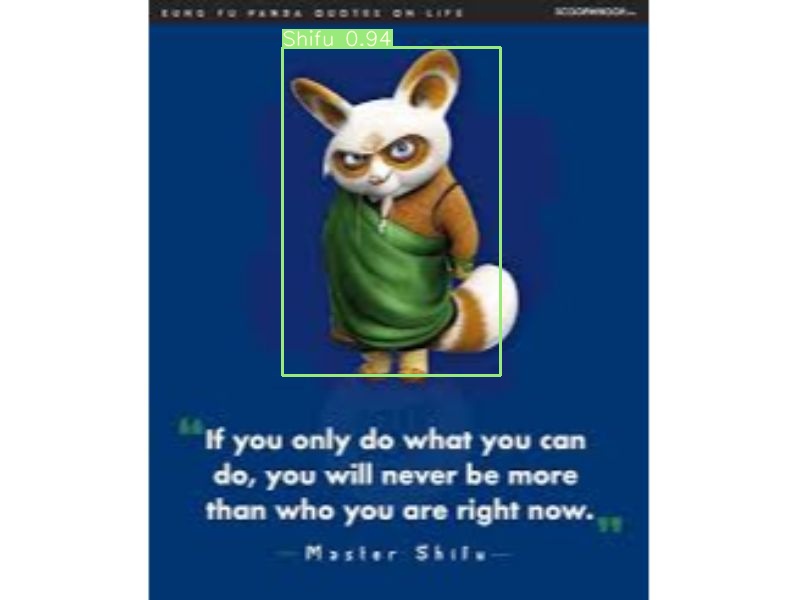 KUNG FU PANDA QUOTES ON LIFE
SCOOPWHOOP
Shifu 0.94
“If you only do what you can
do, you will never be more
than who you are right now.”
—Master Shifu—